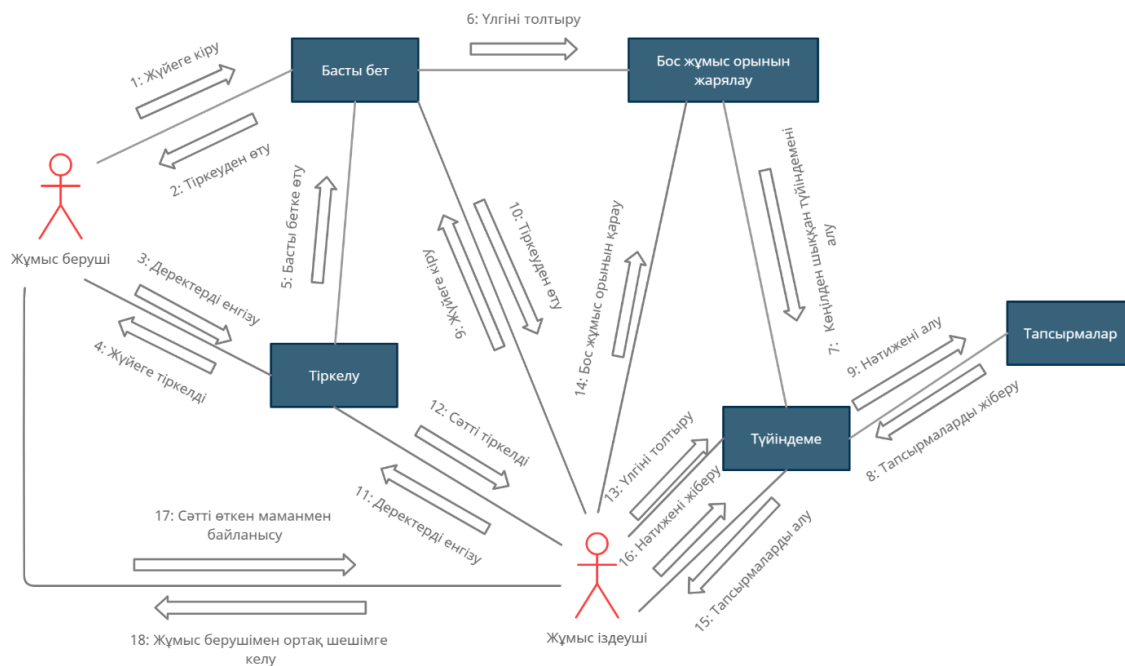 6: Үлгіні толтыру
1: Жүйеге кіру
Басты бет
Бос жұмыс орынын
жарялау
2: Тіркеуден өту
Жұмыс беруші
5: Басты бетке өту
9: Жүйеге кіру
10: Тіркеуден өту
14: Бос жұмыс орынын қарау
7: Көңілден шыққан түйіндемені
алу
3: Деректерді енгізу
4: Жүйеге тіркелді
Тіркелу
Тапсырмалар
9: Нәтижені алу
8: Тапсырмаларды жіберу
12: Сәтті тіркелді
11: Деректерді енгізу
Түйіндеме
13: Үлгіні толтыру
16: Нәтижені жіберу
15: Тапсырмаларды алу
17: Сәтті өткен маманмен
байланысу
Жұмыс іздеуші
18: Жұмыс берушімен ортақ шешімге
келу